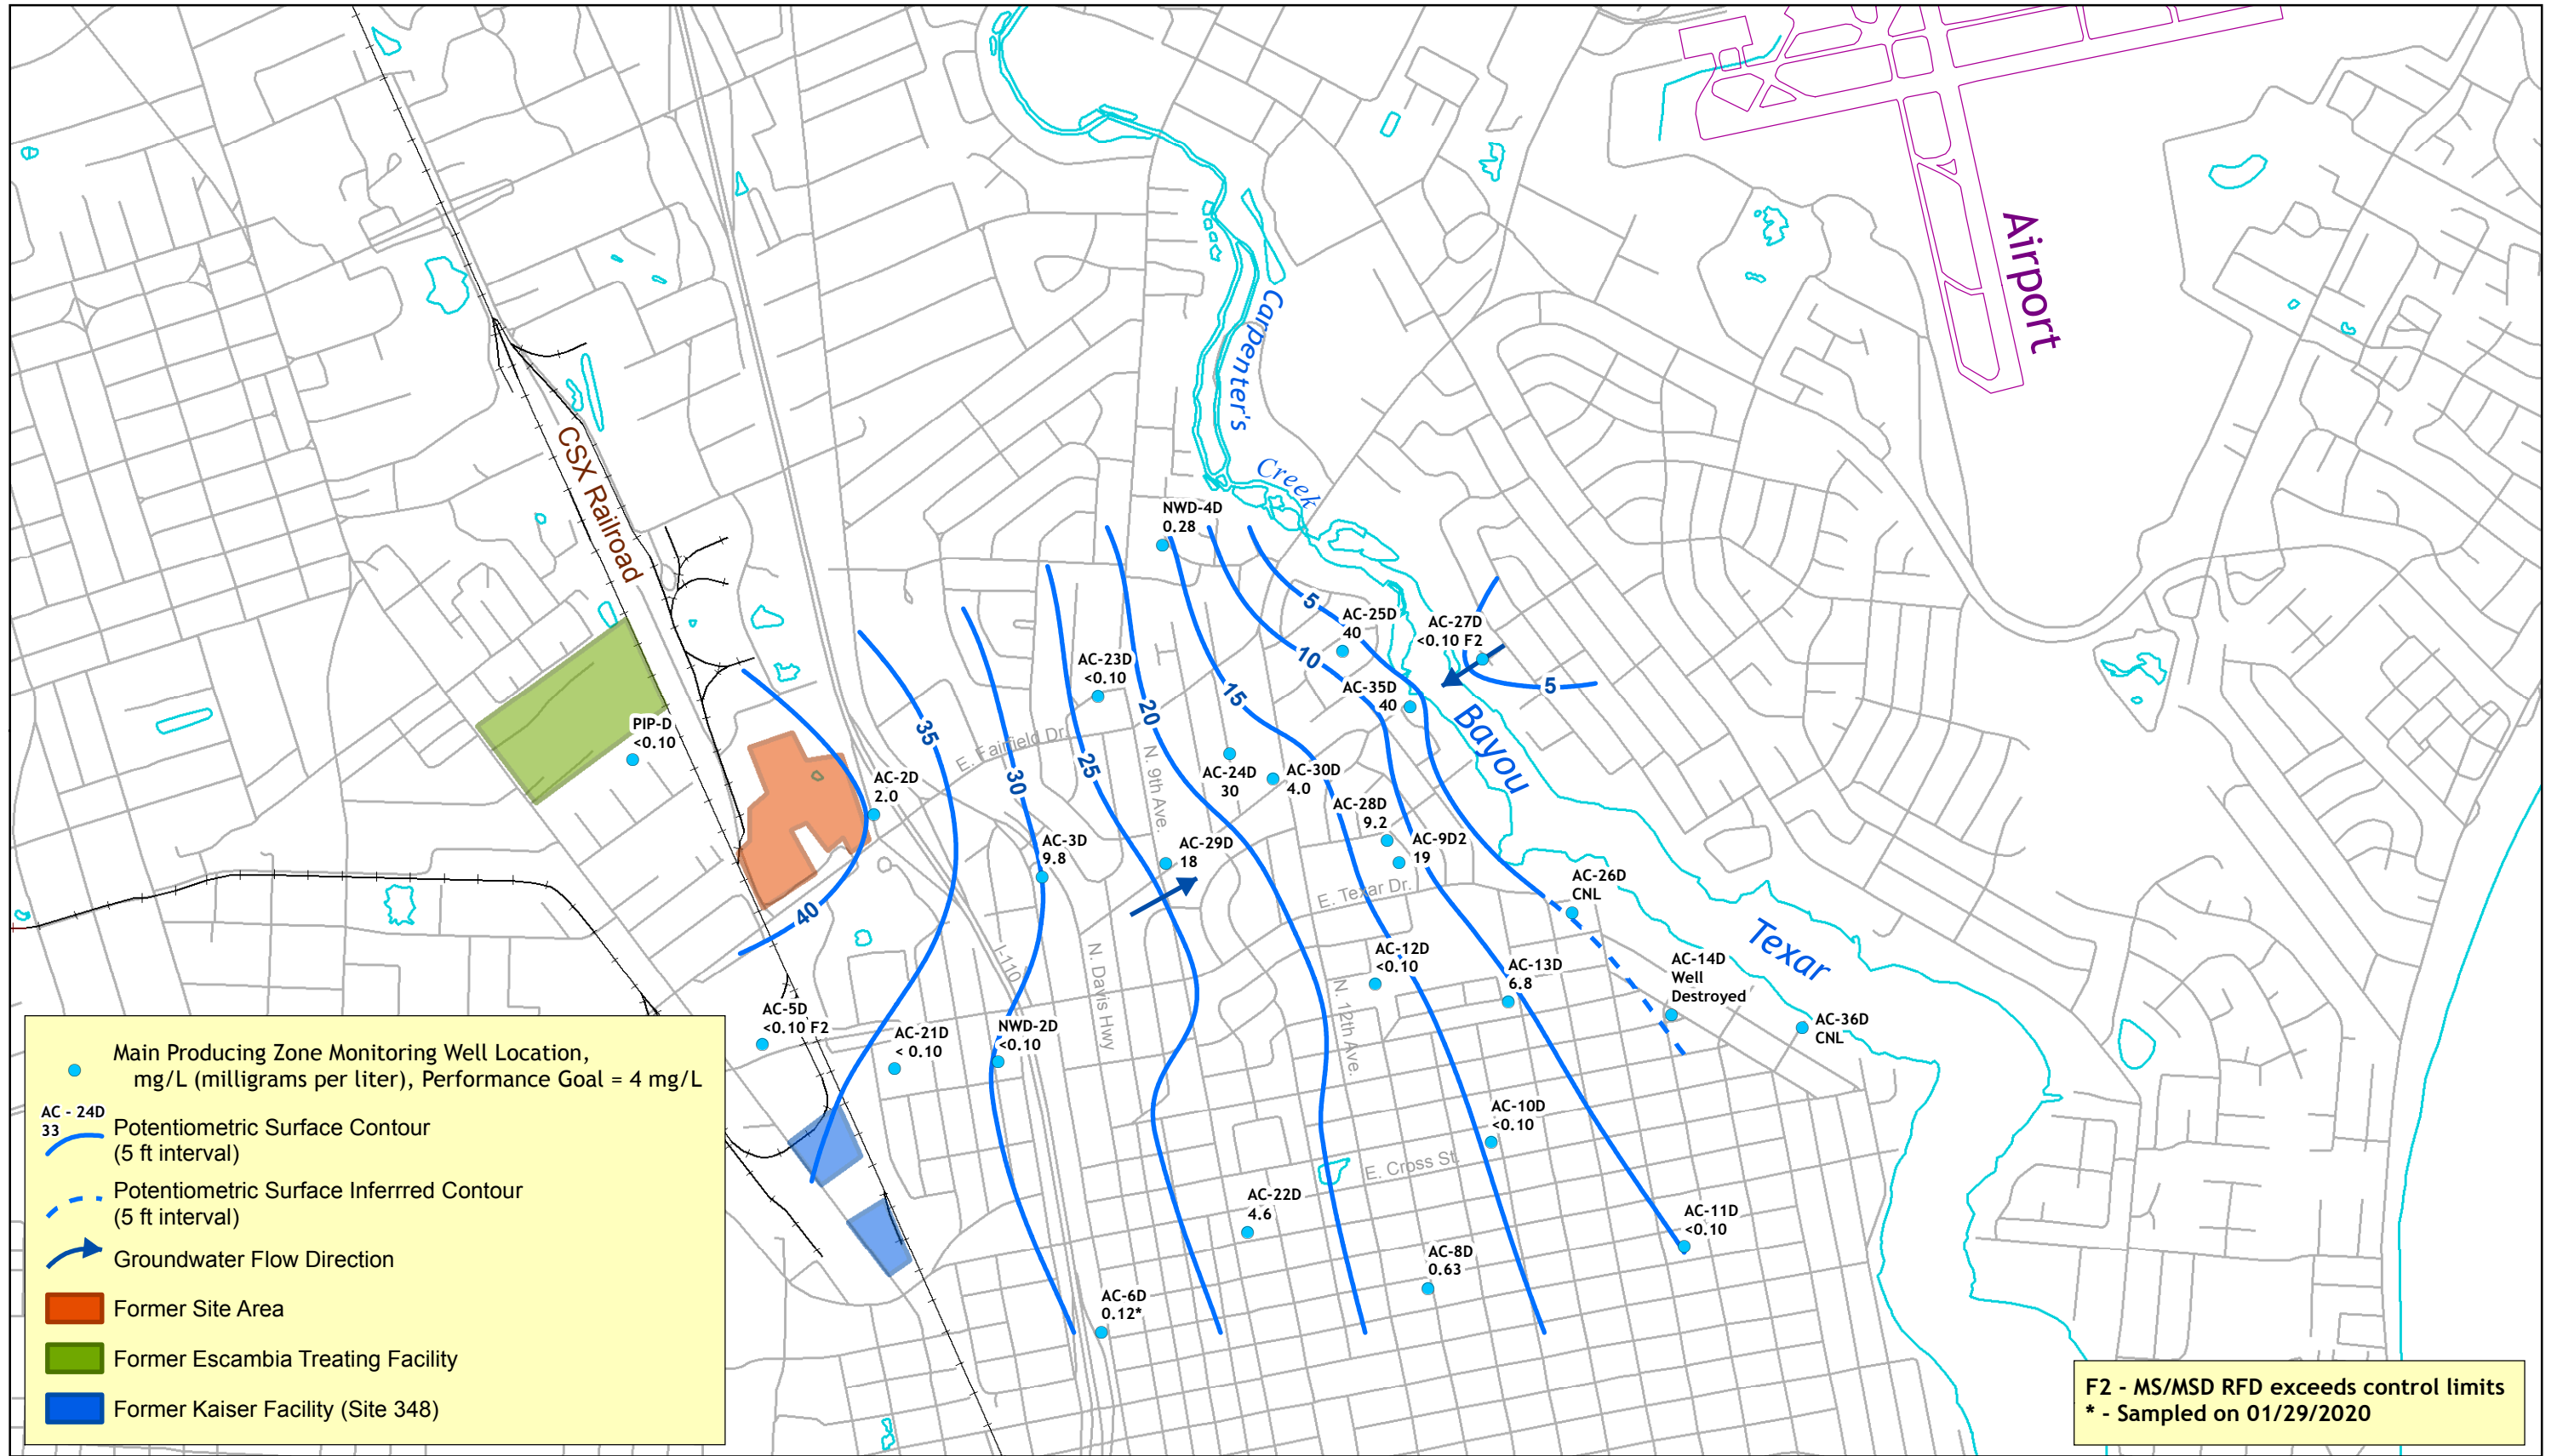 Airport
Carpenter's
Creek
CSX Railroad
NWD-4D
0.28
5
AC-25D
40
AC-27D
<0.10 F2
AC-23D
<0.10
10
15
20
AC-35D
40
5
Bayou
PIP-D
<0.10
35
E. Fairfield Dr.
N. 9th Ave.
25
30
AC-2D
2.0
AC-24D
30
AC-30D
4.0
AC-28D
9.2
AC-3D
9.8
AC-29D
18
AC-9D2
19
E. Texar Dr.
AC-26D
CNL
40
Texar
I-110
N. Davis Hwy
N. 12th Ave.
AC-12D
<0.10
AC-13D
6.8
AC-14D
Well
Destroyed
AC-5D
<0.10 F2
AC-21D
< 0.10
NWD-2D
<0.10
AC-36D
CNL
AC-10D
<0.10
E. Cross St.
AC-22D
4.6
AC-11D
<0.10
AC-8D
0.63
AC-6D
0.12*
Main Producing Zone Monitoring Well Location,
mg/L (milligrams per liter), Performance Goal = 4 mg/L
AC - 24D
33
Potentiometric Surface Contour
(5 ft interval)
Potentiometric Surface Inferrred Contour
(5 ft interval)
Groundwater Flow Direction
Former Site Area
Former Escambia Treating Facility
Former Kaiser Facility (Site 348)
F2 - MS/MSD RFD exceeds control limits
* - Sampled on 01/29/2020